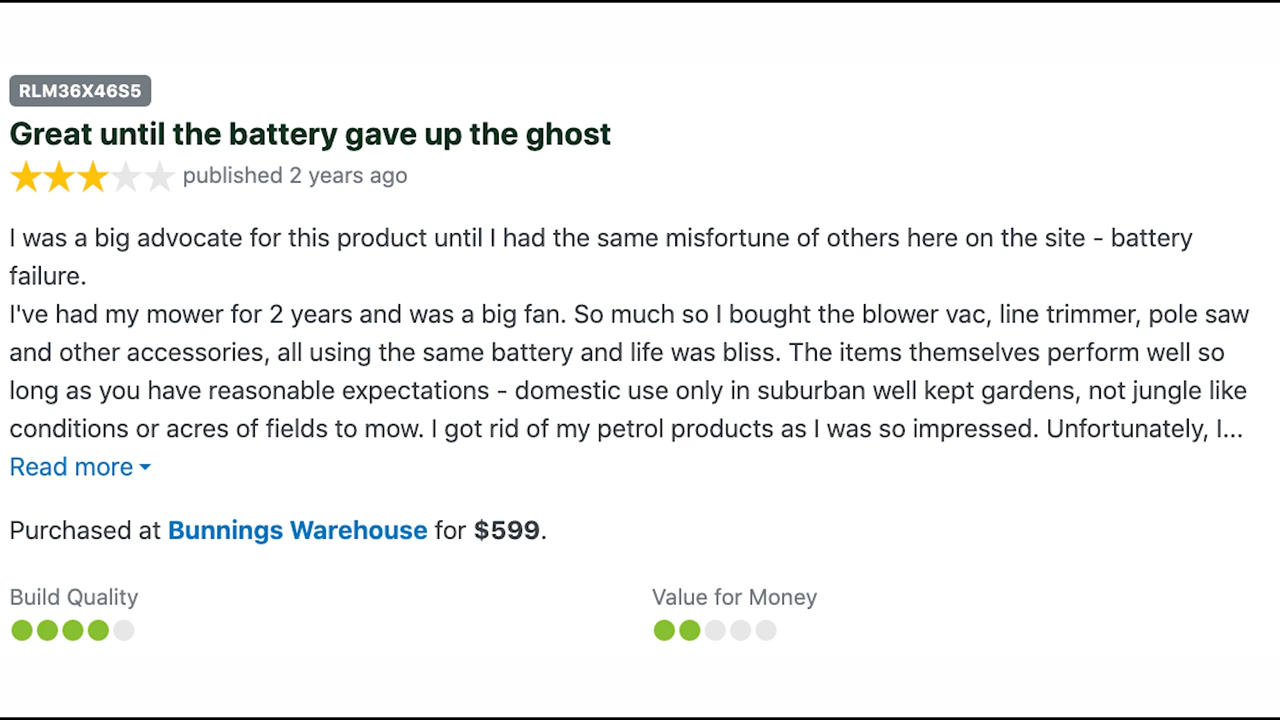 RLM36X46S5
Great until the battery gave up the ghost
published 2 years ago
I was a big advocate for this product until I had the same misfortune of others here on the site - battery
failure.
I've had my mower for 2 years and was a big fan. So much so I bought the blower vac, line trimmer, pole saw
and other accessories, all using the same battery and life was bliss. The items themselves perform well so
long as you have reasonable expectations - domestic use only in suburban well kept gardens, not jungle like
conditions or acres of fields to mow. I got rid of my petrol products as I was so impressed. Unfortunately, I...
Read more
Purchased at Bunnings Warehouse for $599.
Build Quality
Value for Money